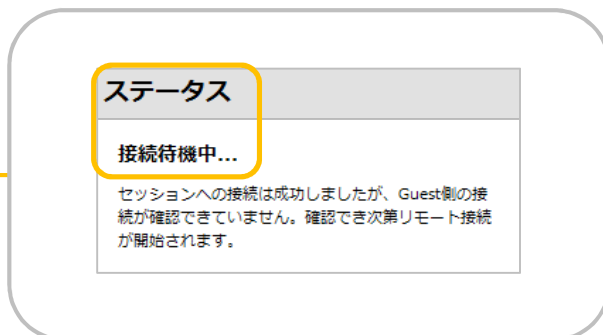 ステータス
接続待機中...
セッションへの接続は成功しましたが、Guest側の接
続が確認できていません。確認でき次第リモート接続
が開始されます。